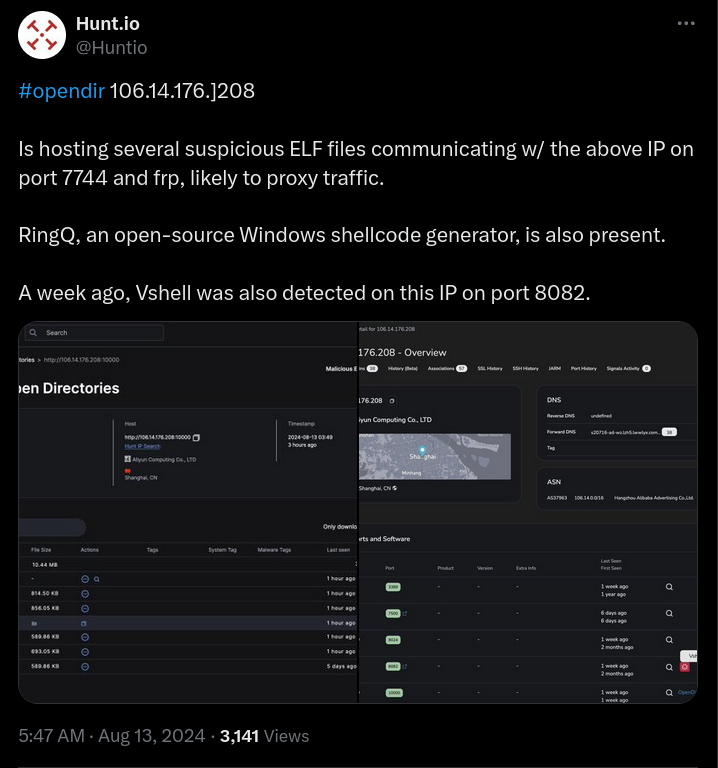 Hunt.io
@Huntio
#opendir 106.14.176.]208
Is hosting several suspicious ELF files communicating w/ the above IP on
port 7744 and frp, likely to proxy traffic.
RingQ, an open-source Windows shellcode generator, is also present.
A week ago, Vshell was also detected on this IP on port 8082.
Search
tories > http://106.14.176.208:10000
Malicious E
en Directories
Host
Timestamp
http://106.14.176.208:10000
2024-08-13 03:49
Hunt IP Search
3 hours ago
Aliyun Computing Co., LTD
Shanghai, CN
Only downlo
File Size Actions Tags System Tag Malware Tags Last seen
10.44 MB
- 1 hour ago
814.50 KB 1 hour ago
856.05 KB 1 hour ago
1 hour ago
589.86 KB 1 hour ago
693.05 KB 1 hour ago
589.86 KB 5 days ago
tail for 106.14.176.208
176.208 - Overview
ns 38 History (Beta) Associations 57 SSL History SSH History JARM Port History Signals Activity 0
176.208
iyun Computing Co., LTD
Shanghai
Minhang
Shanghai, CN
DNS
Reverse DNS undefined
Forward DNS 38
Tag
ASN
AS37963 106.14.0.0/16 Hangzhou Alibaba Advertising Co.,Ltd.
rts and Software
Port Product Version Extra Info Last Seen
First Seen
3389 - - - 1 week ago
1 year ago
7500 - - - 6 days ago
6 days ago
8024 - - - 1 week ago
2 months ago
8082 - - - 1 week ago
2 months ago
Vsh
10000 - - - 1 week ago
1 week ago
OpenD
5:47 AM · Aug 13, 2024 · 3,141 Views